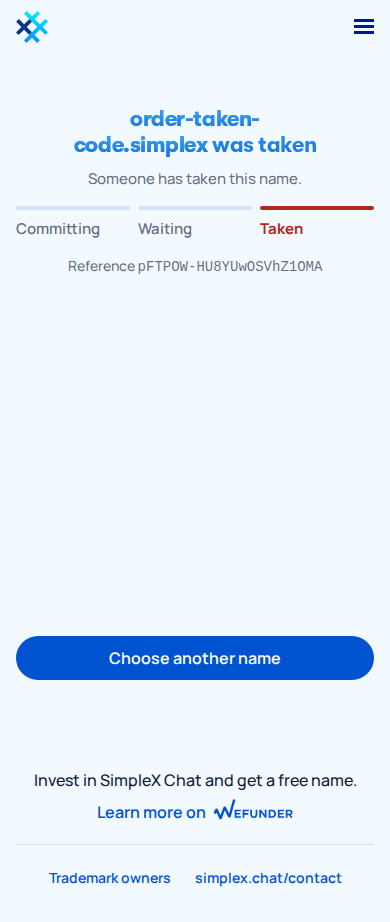 order-taken-
code.simplex was taken
Someone has taken this name.
Committing Waiting Taken
Reference pFTPOW-HU8YUwOSVhZ1OMA
Choose another name
Invest in SimpleX Chat and get a free name.
Learn more on WEFUNDER
Trademark owners simplex.chat/contact